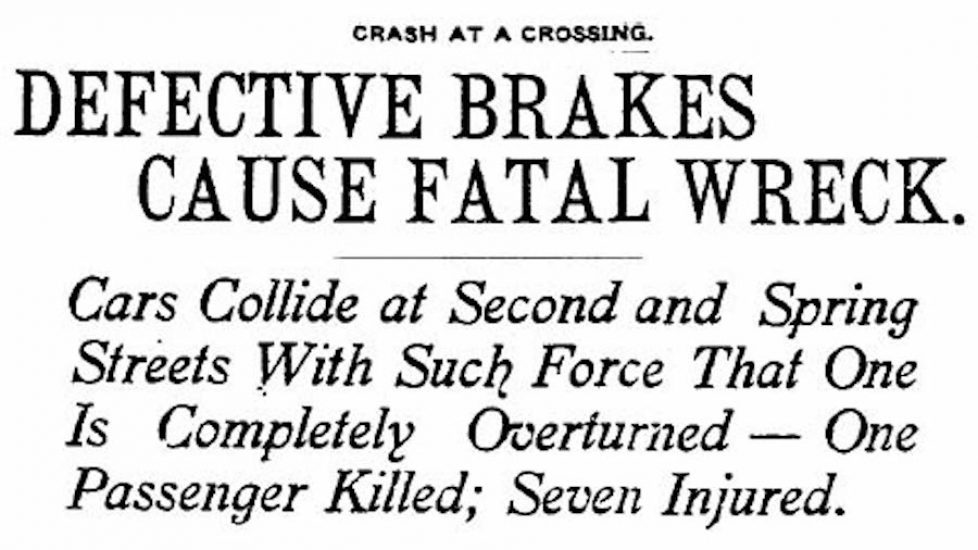 CRASH AT A CROSSING.
DEFECTIVE BRAKES
CAUSE FATAL WRECK.
Cars Collide at Second and Spring
Streets With Such Force That One
Is Completely Overturned — One
Passenger Killed; Seven Injured.